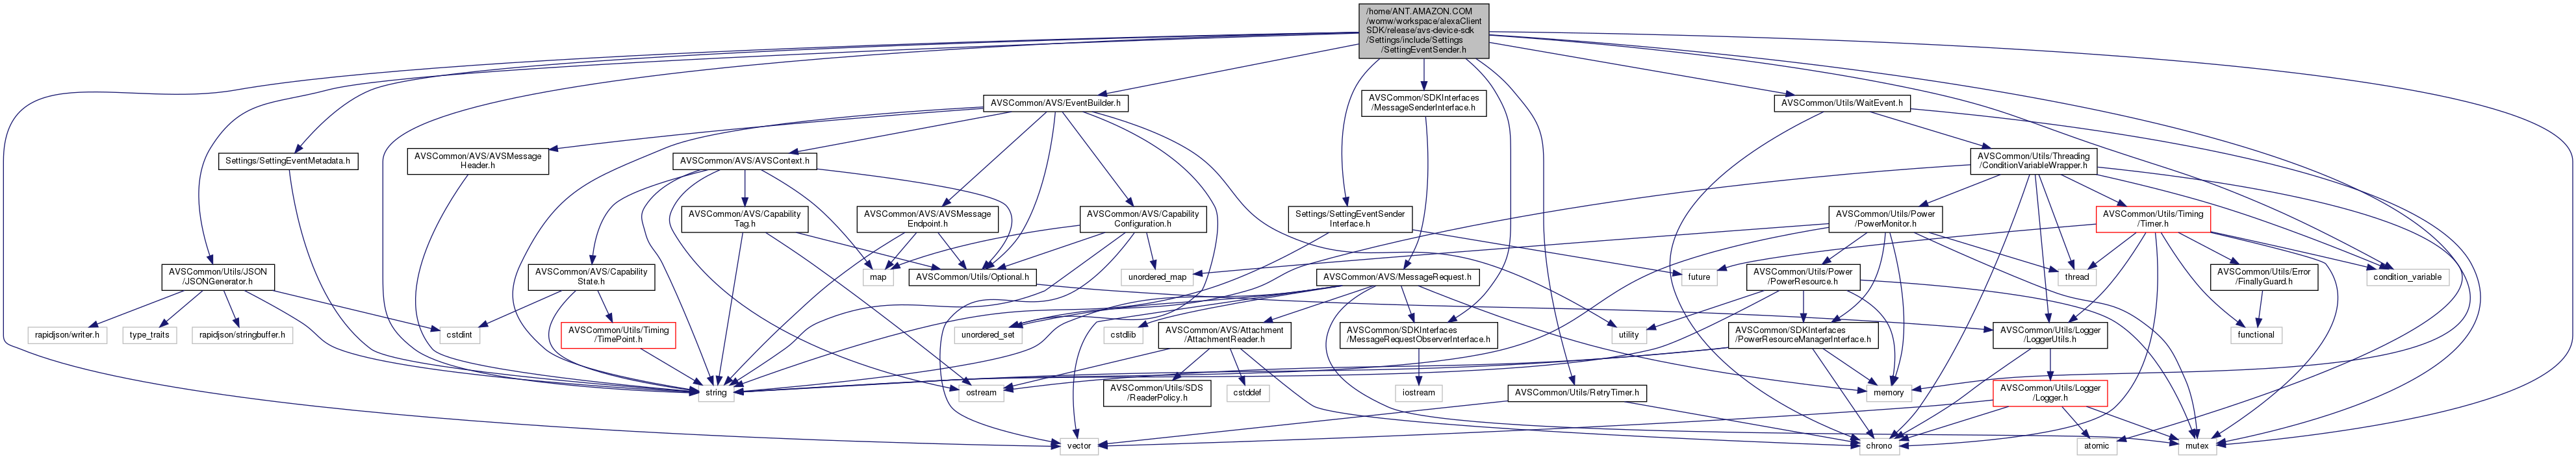 /home/ANT.AMAZON.COM
/womw/workspace/alexaClient
SDK/release/avs-device-sdk
/Settings/include/Settings
/SettingEventSender.h
AVSCommon/AVS/EventBuilder.h
AVSCommon/SDKInterfaces
/MessageSenderInterface.h
AVSCommon/Utils/WaitEvent.h
Settings/SettingEventMetadata.h
AVSCommon/AVS/AVSMessage
Header.h
AVSCommon/AVS/AVSContext.h
AVSCommon/Utils/Threading
/ConditionVariableWrapper.h
AVSCommon/AVS/Capability
Tag.h
AVSCommon/AVS/AVSMessage
Endpoint.h
AVSCommon/AVS/Capability
Configuration.h
Settings/SettingEventSender
Interface.h
AVSCommon/Utils/Power
/PowerMonitor.h
AVSCommon/Utils/Timing
/Timer.h
AVSCommon/Utils/JSON
/JSONGenerator.h
AVSCommon/AVS/Capability
State.h
map
AVSCommon/Utils/Optional.h
unordered_map
AVSCommon/AVS/MessageRequest.h
future
AVSCommon/Utils/Power
/PowerResource.h
thread
AVSCommon/Utils/Error
/FinallyGuard.h
condition_variable
rapidjson/writer.h
type_traits
rapidjson/stringbuffer.h
cstdint
AVSCommon/Utils/Timing
/TimePoint.h
unordered_set
cstdlib
AVSCommon/AVS/Attachment
/AttachmentReader.h
AVSCommon/SDKInterfaces
/MessageRequestObserverInterface.h
utility
AVSCommon/SDKInterfaces
/PowerResourceManagerInterface.h
AVSCommon/Utils/Logger
/LoggerUtils.h
functional
string
ostream
AVSCommon/Utils/SDS
/ReaderPolicy.h
cstddef
iostream
AVSCommon/Utils/RetryTimer.h
memory
AVSCommon/Utils/Logger
/Logger.h
vector
chrono
atomic
mutex